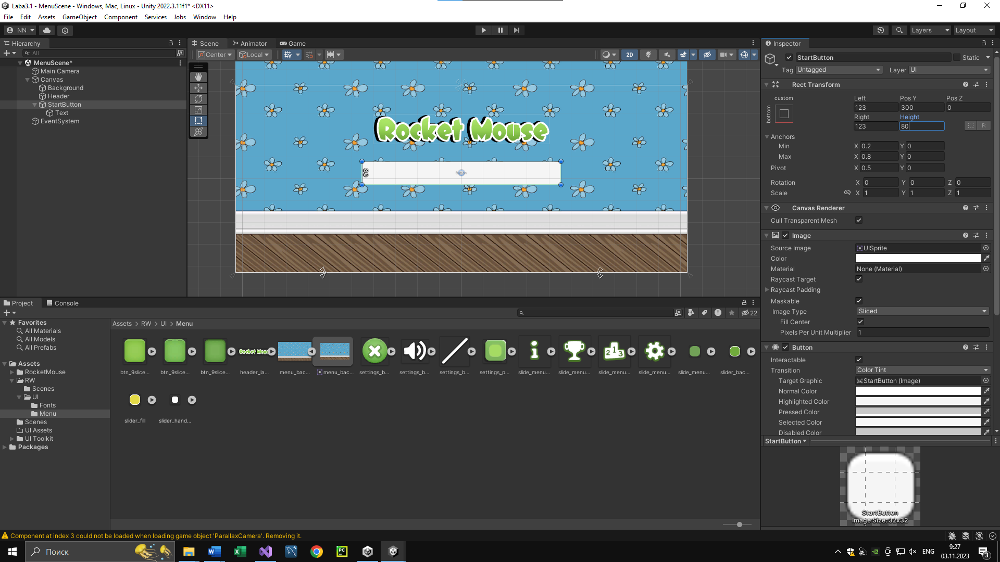 Laba3.1 - MenuScene - Windows, Mac, Linux - Unity 2022.3.11f1* <DX11>
File Edit Assets GameObject Component Services Jobs Window Help
NN Layers Layout
Hierarchy
All
MenuScene*
Main Camera
Canvas
Background
Header
StartButton
Text
EventSystem
Scene Animator Game
Center Local 2D
Rocket Mouse
80
Button
Inspector
StartButton Static
Tag Untagged Layer UI
Rect Transform
custom Left Pos Y Pos Z
bottom 123 300 0
Right Height
123 80 R
Anchors
Min X 0.2 Y 0
Max X 0.8 Y 0
Pivot X 0.5 Y 0
Rotation X 0 Y 0 Z 0
Scale X 1 Y 1 Z 1
Canvas Renderer
Cull Transparent Mesh
Image
Source Image UISprite
Color
Material None (Material)
Raycast Target
Raycast Padding
Maskable
Image Type Sliced
Fill Center
Pixels Per Unit Multiplier 1
Button
Interactable
Transition Color Tint
Target Graphic StartButton (Image)
Normal Color
Highlighted Color
Pressed Color
Selected Color
Disabled Color
StartButton
StartButton
Image Size: 32x32
Project Console
22
Favorites
All Materials
All Models
All Prefabs
Assets
RocketMouse
RW
Scenes
UI
Fonts
Menu
Scenes
UI Assets
UI Toolkit
Packages
Assets > RW > UI > Menu
Rocket Mouse
2 1 3
btn_9slice... btn_9slice... btn_9slice... header_la... menu_bac... menu_bac... settings_b... settings_b... settings_b... settings_p... slide_menu... slide_menu... slide_menu... slide_menu... slide_menu... slider_bac...
slider_fill slider_hand...
Component at index 3 could not be loaded when loading game object 'ParallaxCamera'. Removing it.
Поиск
PC
ENG
9:27
03.11.2023
3